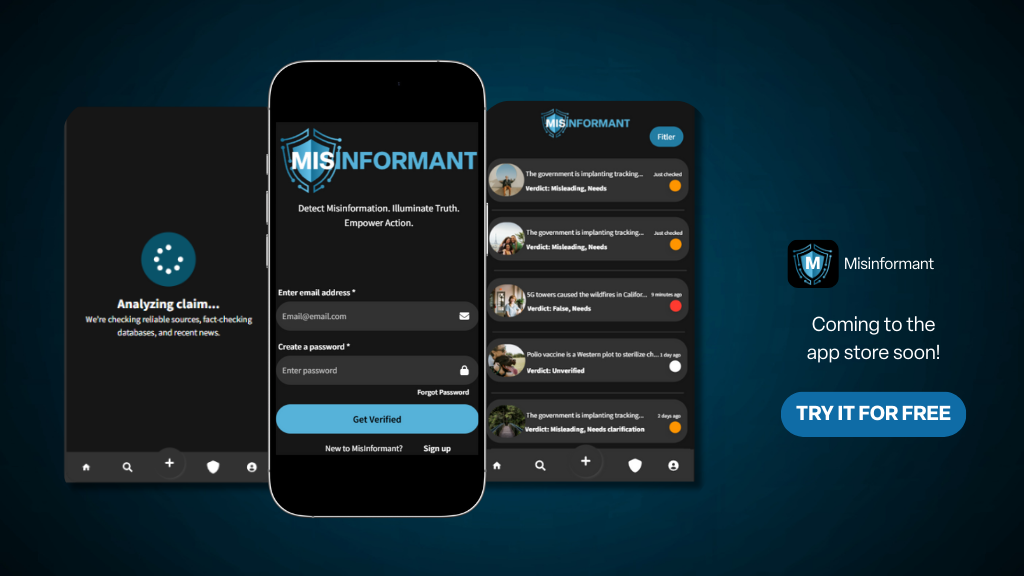 Analyzing claim...
We're checking reliable sources, fact-checking
databases, and recent news.
MISINFORMANT
Detect Misinformation. Illuminate Truth.
Empower Action.
Enter email address *
Email@email.com
Create a password *
Enter password
Forgot Password
Get Verified
New to MisInformant? Sign up
MISINFORMANT
Fitler
The government is implanting tracking... Just checked
Verdict: Misleading, Needs
The government is implanting tracking... Just checked
Verdict: Misleading, Needs
5G towers caused the wildfires in Califor... 9 minutes ago
Verdict: False, Needs
Polio vaccine is a Western plot to sterilize ch... 1 day ago
Verdict: Unverified
The government is implanting tracking... 2 days ago
Verdict: Misleading, Needs clarification
M Misinformant
Coming to the
app store soon!
TRY IT FOR FREE